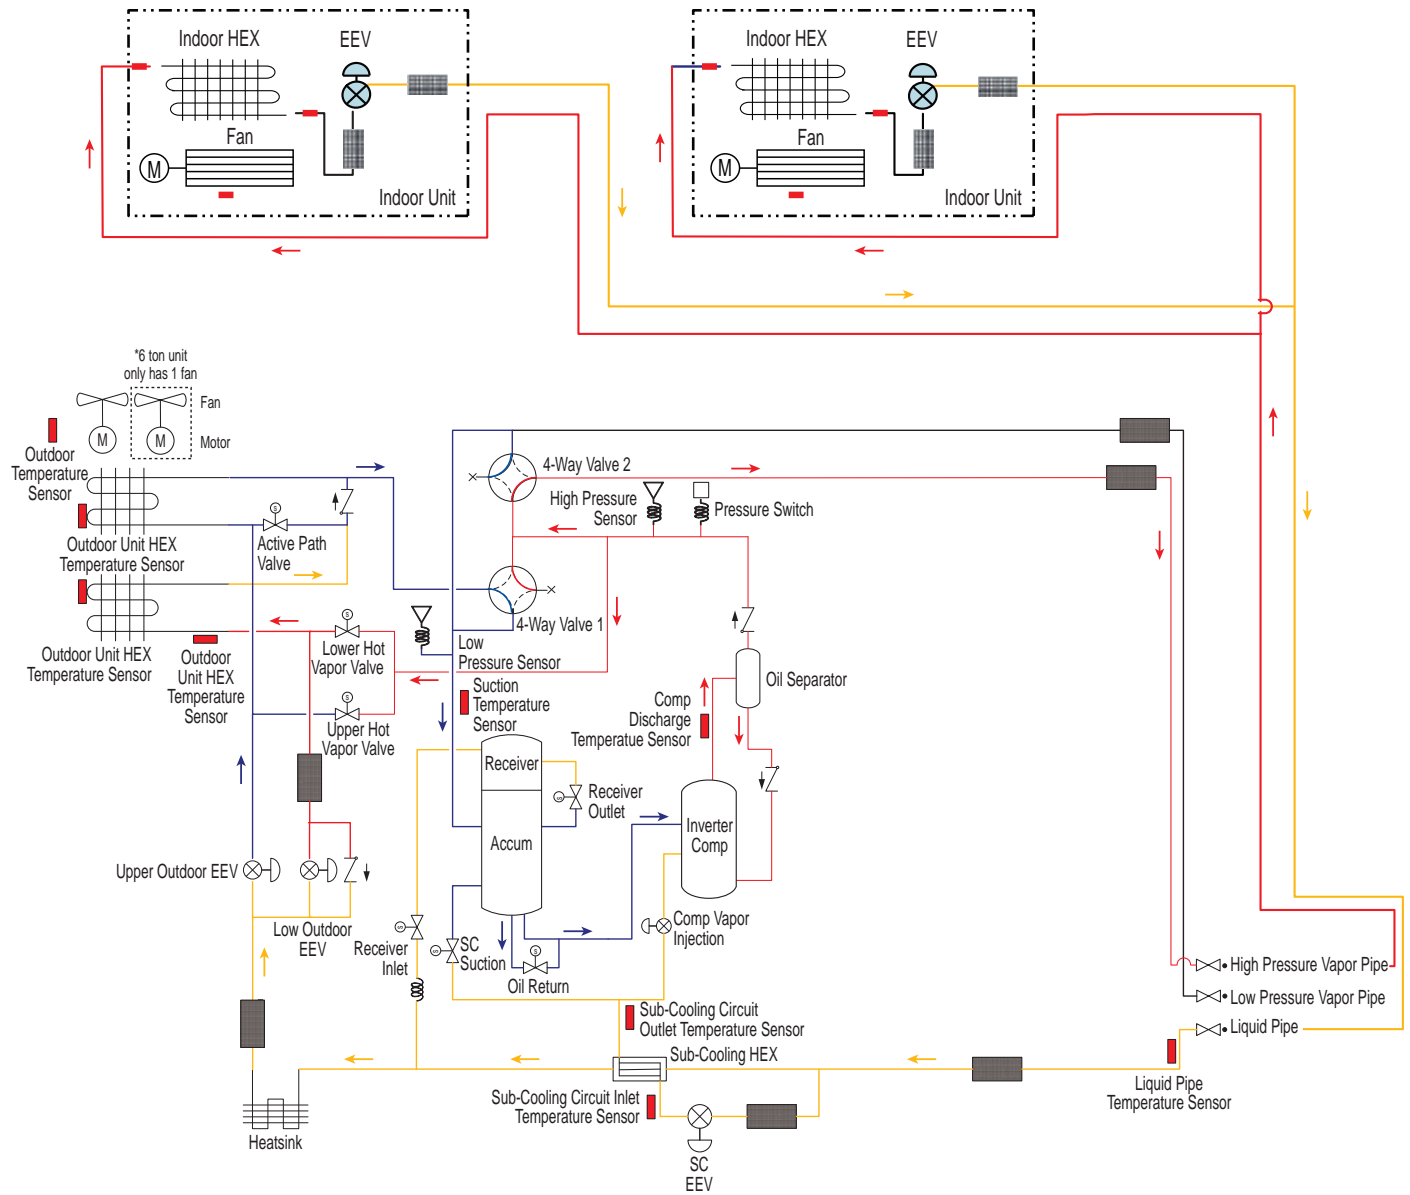 Indoor HEX
EEV
Fan
M
Indoor Unit
Indoor HEX
EEV
Fan
M
Indoor Unit
*6 ton unit
only has 1 fan
Fan
M
M
Motor
Outdoor
Temperature
Sensor
4-Way Valve 2
High Pressure
Sensor
Pressure Switch
S
Active Path
Valve
Outdoor Unit HEX
Temperature Sensor
4-Way Valve 1
S
Lower Hot
Vapor Valve
Low
Pressure Sensor
Outdoor Unit HEX
Temperature Sensor
Outdoor
Unit HEX
Temperature
Sensor
Suction
Temperature
Sensor
Oil Separator
S
Upper Hot
Vapor Valve
Comp
Discharge
Temperatue Sensor
Receiver
S
Receiver
Outlet
Accum
Inverter
Comp
Upper Outdoor EEV
Low Outdoor
EEV
S
Receiver
Inlet
S
SC
Suction
S
Oil Return
Comp Vapor
Injection
High Pressure Vapor Pipe
Low Pressure Vapor Pipe
Liquid Pipe
Sub-Cooling Circuit
Outlet Temperature Sensor
Sub-Cooling HEX
Sub-Cooling Circuit Inlet
Temperature Sensor
Liquid Pipe
Temperature Sensor
Heatsink
SC
EEV